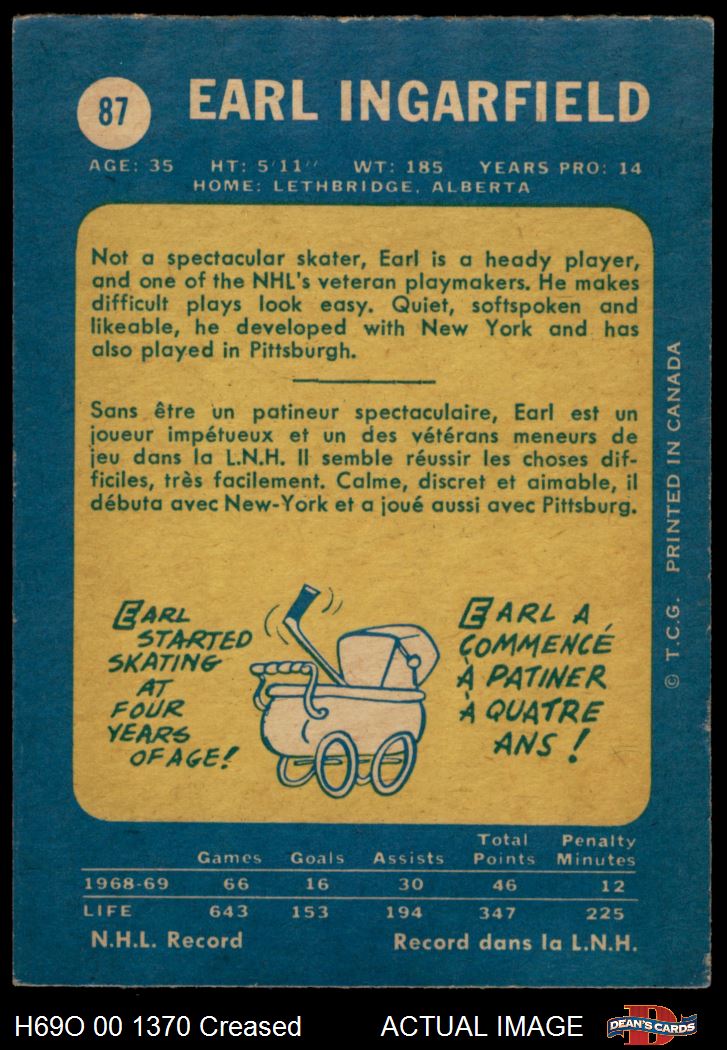 87
EARL INGARFIELD
AGE: 35 HT: 5'11'' WT: 185 YEARS PRO: 14
HOME: LETHBRIDGE, ALBERTA
Not a spectacular skater, Earl is a heady player,
and one of the NHL's veteran playmakers. He makes
difficult plays look easy. Quiet, softspoken and
likeable, he developed with New York and has
also played in Pittsburgh.
Sans être un patineur spectaculaire, Earl est un
joueur impétueux et un des vétérans meneurs de
jeu dans la L.N.H. Il semble réussir les choses dif-
ficiles, très facilement. Calme, discret et aimable, il
débuta avec New-York et a joué aussi avec Pittsburg.
EARL
STARTED
SKATING
AT
FOUR
YEARS
OF AGE!
EARL A
COMMENCÉ
À PATINER
À QUATRE
ANS!
© T.C.G. PRINTED IN CANADA
Games Goals Assists Total Points Penalty Minutes
1968-69 66 16 30 46 12
LIFE 643 153 194 347 225
N.H.L. Record Record dans la L.N.H.
H69O 00 1370 Creased ACTUAL IMAGE
D
DEAN'S CARDS